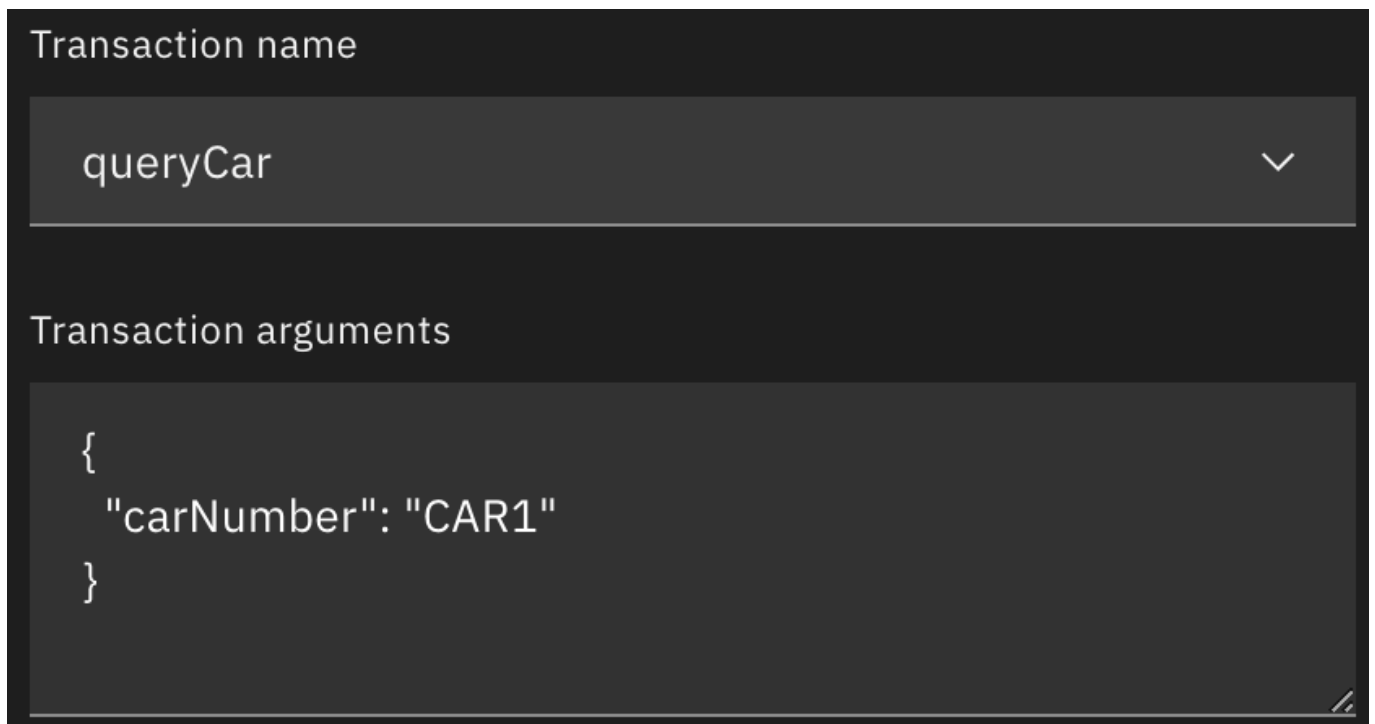 Transaction name
queryCar
Transaction arguments
{
"carNumber": "CAR1"
}